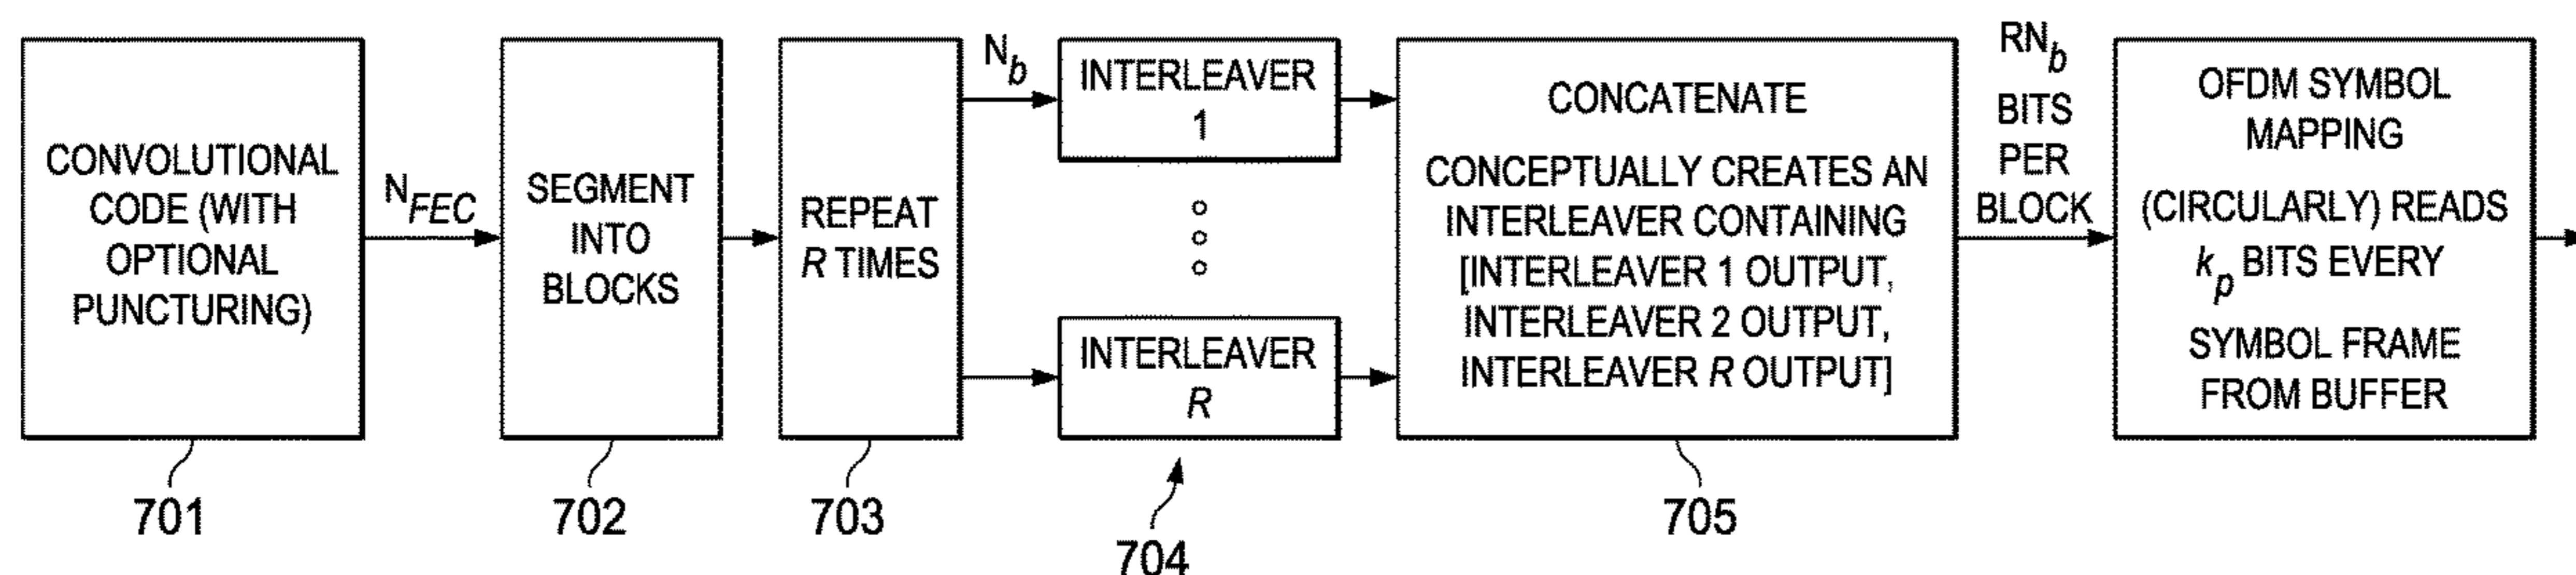 CONVOLUTIONAL
CODE (WITH
OPTIONAL
PUNCTURING)
701
N_FEC
SEGMENT
INTO
BLOCKS
702
REPEAT
R TIMES
703
N_b
INTERLEAVER
1
INTERLEAVER
R
704
CONCATENATE
CONCEPTUALLY CREATES AN
INTERLEAVER CONTAINING
[INTERLEAVER 1 OUTPUT,
INTERLEAVER 2 OUTPUT,
INTERLEAVER R OUTPUT]
705
RN_b
BITS
PER
BLOCK
OFDM SYMBOL
MAPPING
(CIRCULARLY) READS
k_p BITS EVERY
SYMBOL FRAME
FROM BUFFER